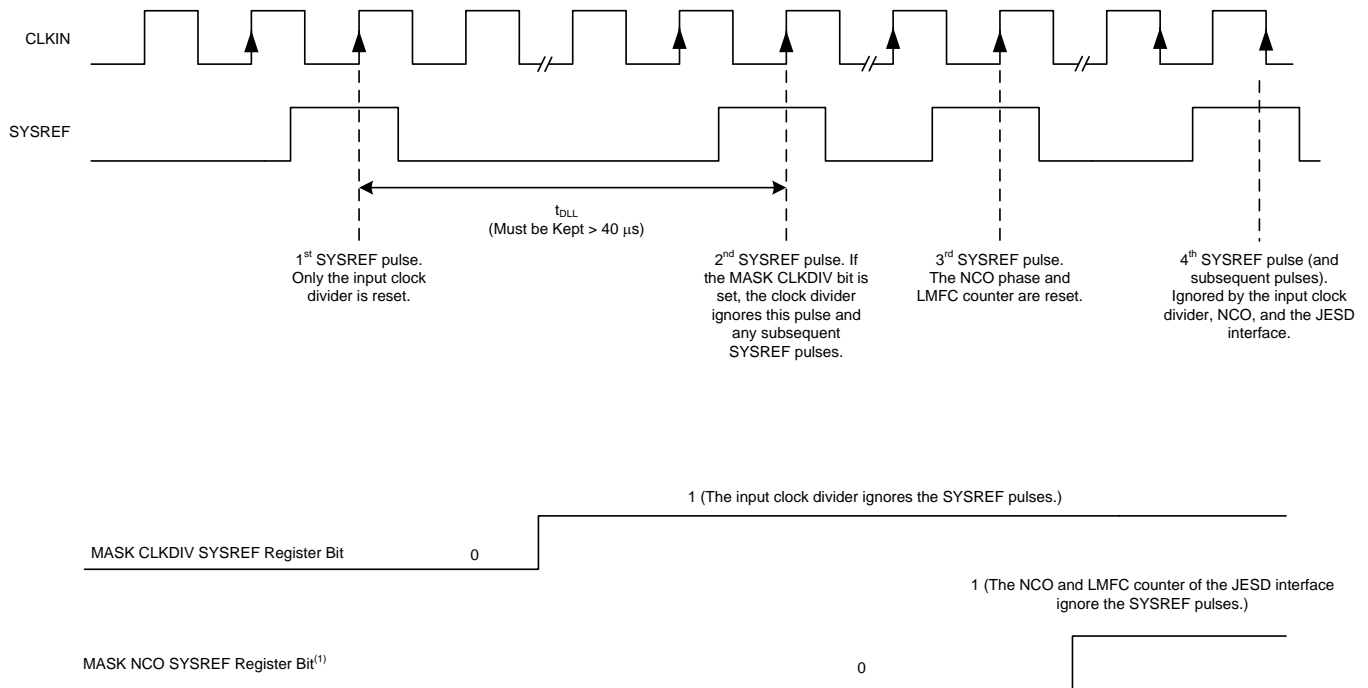 CLKIN
SYSREF
tDLL
(Must be Kept > 40 μs)
1st SYSREF pulse.
Only the input clock
divider is reset.
2nd SYSREF pulse. If
the MASK CLKDIV bit is
set, the clock divider
ignores this pulse and
any subsequent
SYSREF pulses.
3rd SYSREF pulse.
The NCO phase and
LMFC counter are reset.
4th SYSREF pulse (and
subsequent pulses).
Ignored by the input clock
divider, NCO, and the JESD
interface.
1 (The input clock divider ignores the SYSREF pulses.)
MASK CLKDIV SYSREF Register Bit 0
1 (The NCO and LMFC counter of the JESD interface
ignore the SYSREF pulses.)
MASK NCO SYSREF Register Bit(1) 0